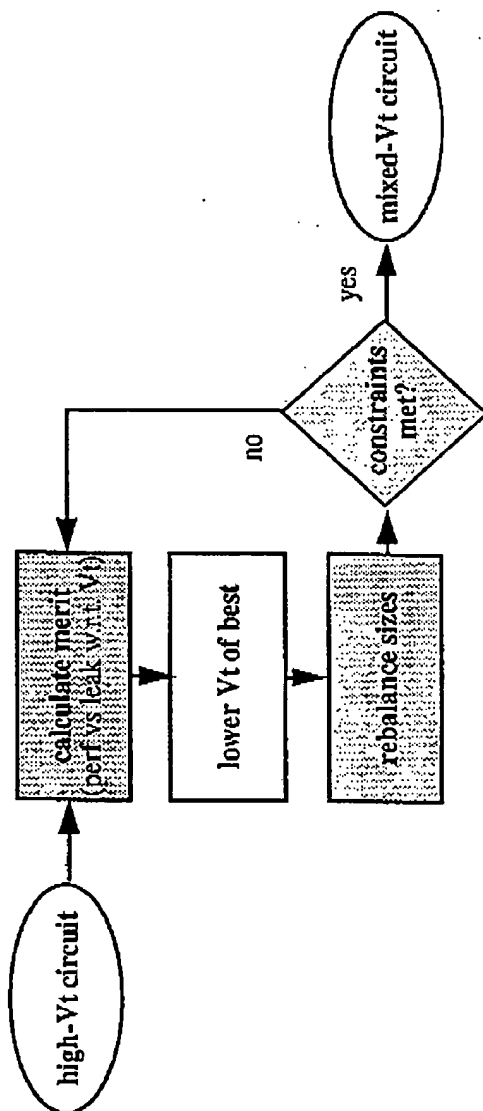 high-Vt circuit
calculate merit
(perf vs leak w.r.t. Vt)
lower Vt of best
rebalance sizes
constraints
met?
no
yes
mixed-Vt circuit